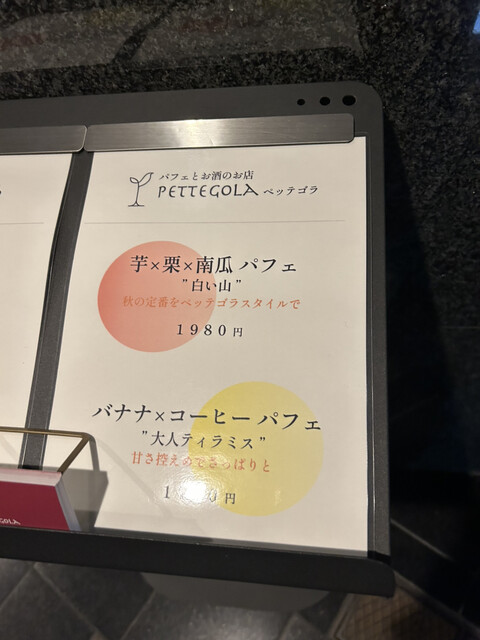 パフェとお酒のお店
PETTEGOLA ペッテゴラ
芋×栗×南瓜 パフェ
"白い山"
秋の定番をペッテゴラスタイルで
1980円
バナナ×コーヒー パフェ
"大人ティラミス"
甘さ控えめでさっぱりと
円